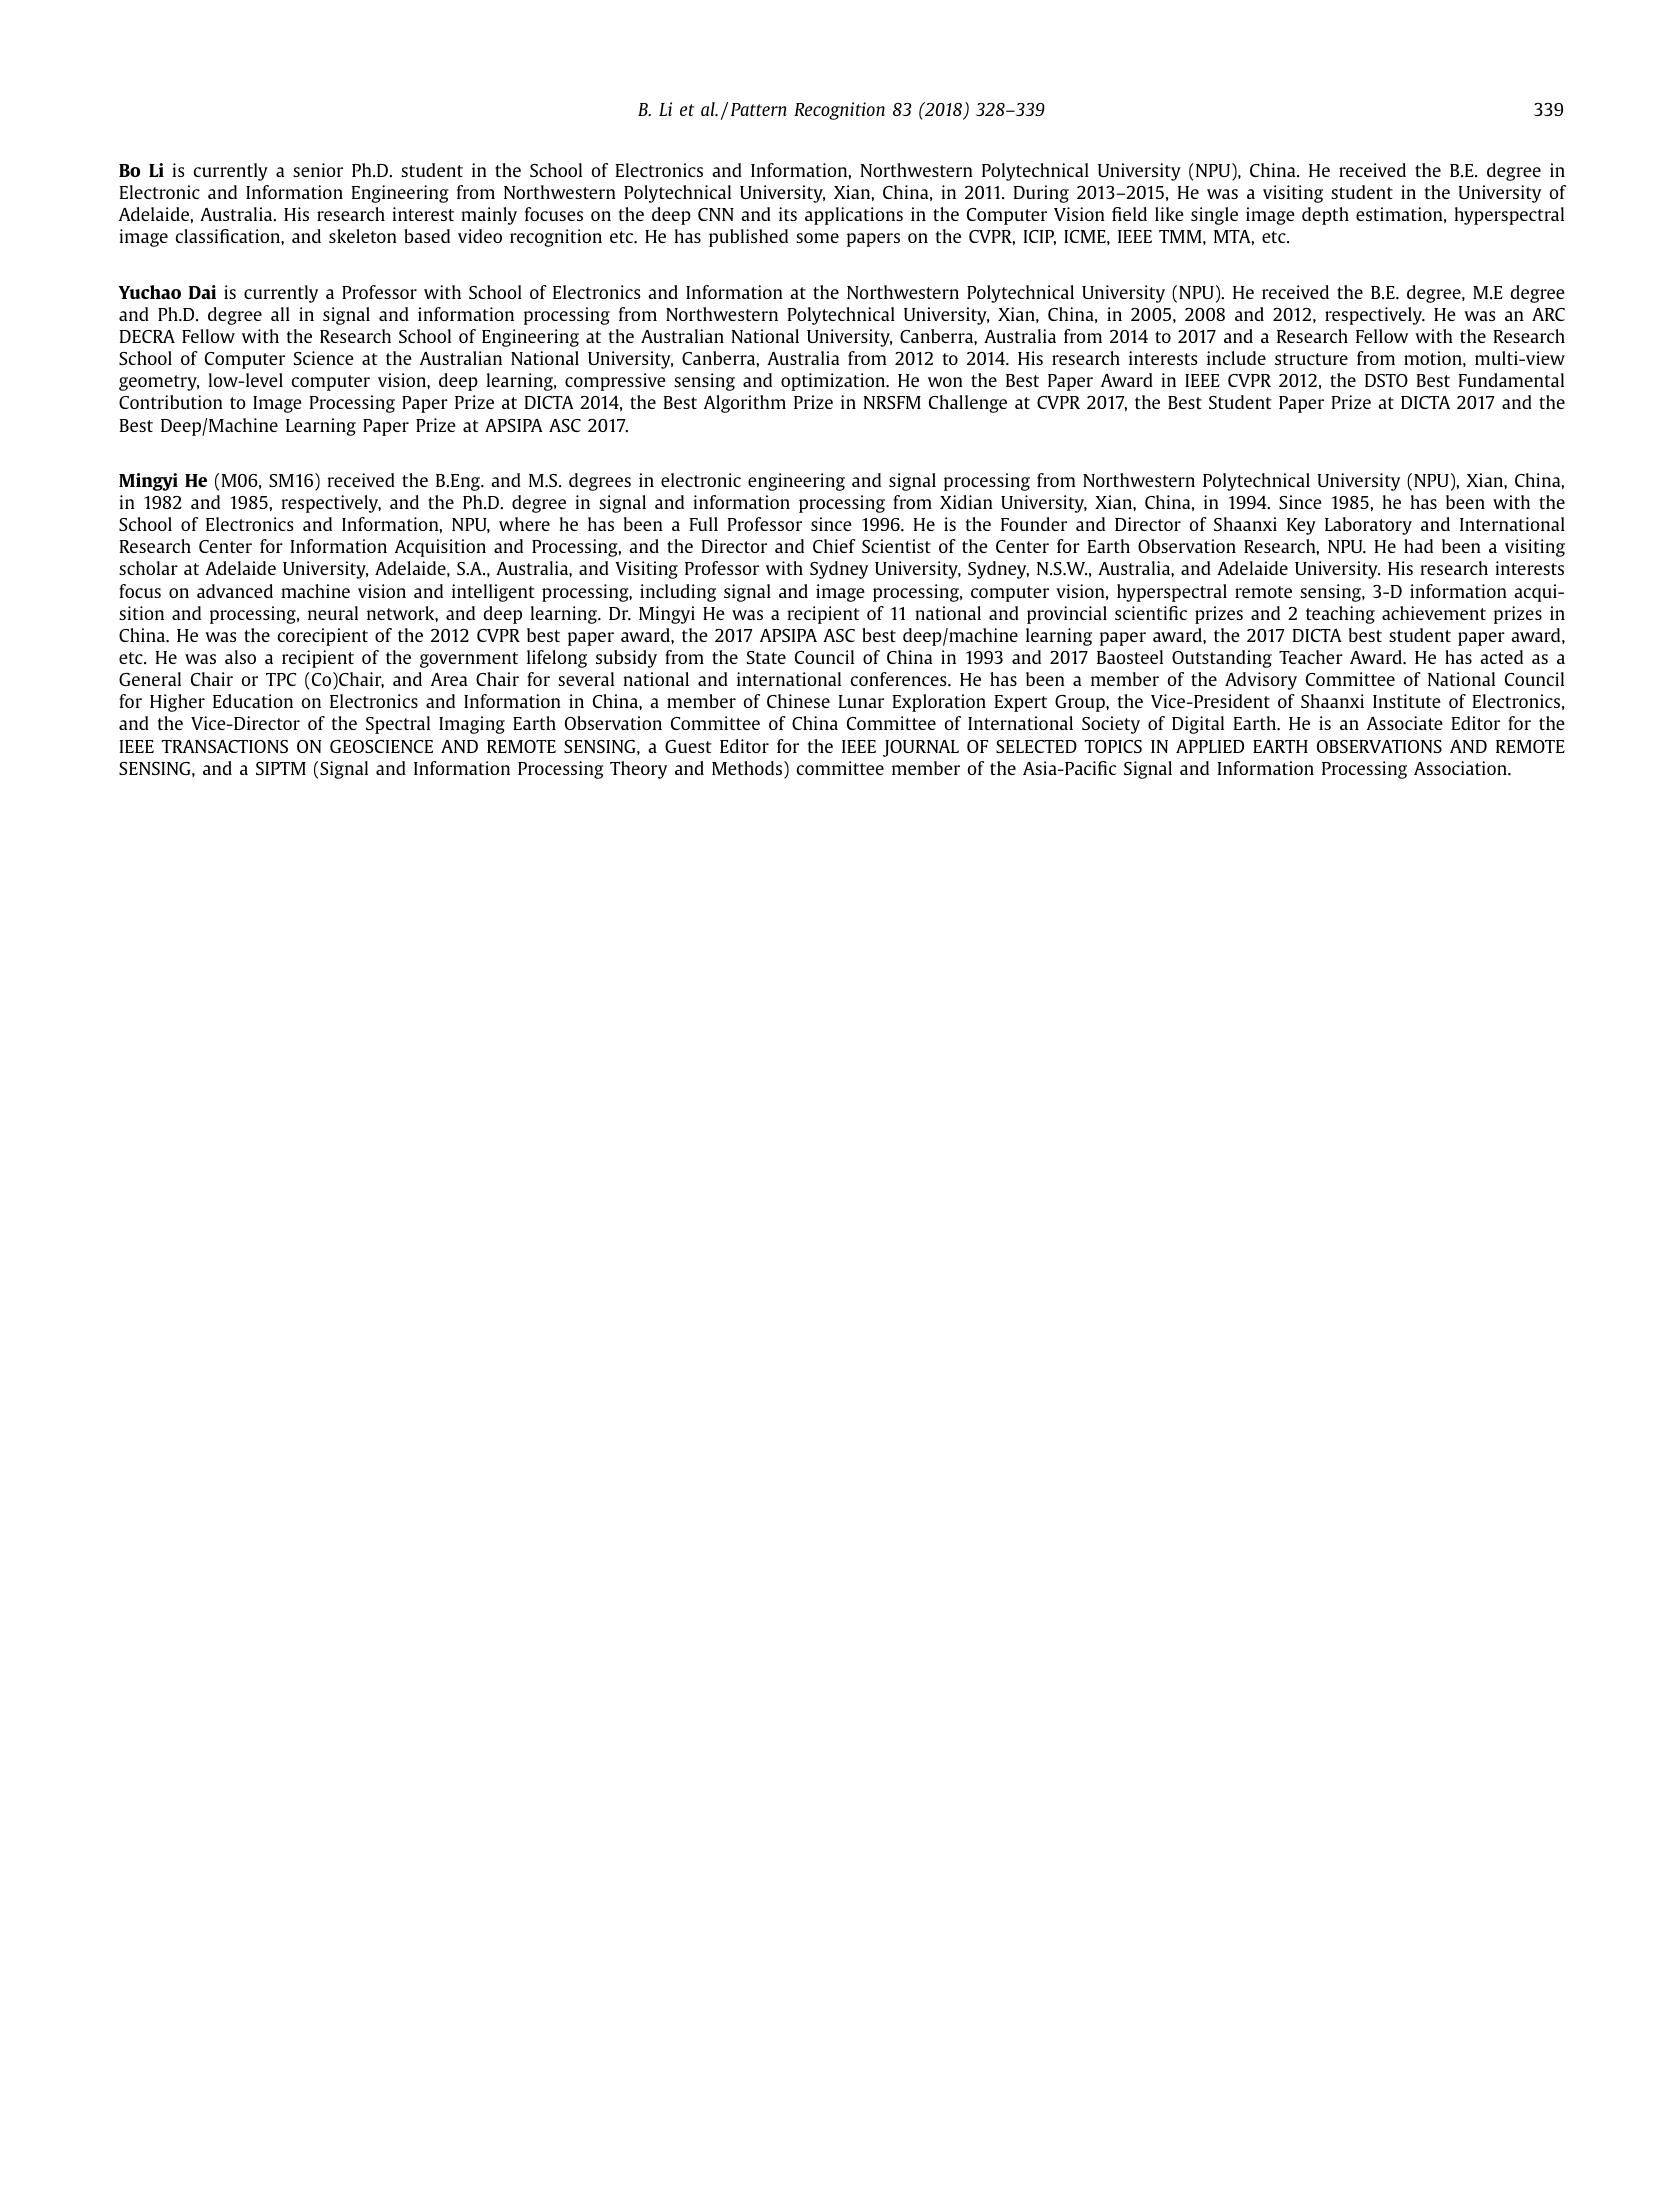 B. Li et al. / Pattern Recognition 83 (2018) 328–339
339
Bo Li is currently a senior Ph.D. student in the School of Electronics and Information, Northwestern Polytechnical University (NPU), China. He received the B.E. degree in
Electronic and Information Engineering from Northwestern Polytechnical University, Xian, China, in 2011. During 2013–2015, He was a visiting student in the University of
Adelaide, Australia. His research interest mainly focuses on the deep CNN and its applications in the Computer Vision field like single image depth estimation, hyperspectral
image classification, and skeleton based video recognition etc. He has published some papers on the CVPR, ICIP, ICME, IEEE TMM, MTA, etc.
Yuchao Dai is currently a Professor with School of Electronics and Information at the Northwestern Polytechnical University (NPU). He received the B.E. degree, M.E degree
and Ph.D. degree all in signal and information processing from Northwestern Polytechnical University, Xian, China, in 2005, 2008 and 2012, respectively. He was an ARC
DECRA Fellow with the Research School of Engineering at the Australian National University, Canberra, Australia from 2014 to 2017 and a Research Fellow with the Research
School of Computer Science at the Australian National University, Canberra, Australia from 2012 to 2014. His research interests include structure from motion, multi-view
geometry, low-level computer vision, deep learning, compressive sensing and optimization. He won the Best Paper Award in IEEE CVPR 2012, the DSTO Best Fundamental
Contribution to Image Processing Paper Prize at DICTA 2014, the Best Algorithm Prize in NRSFM Challenge at CVPR 2017, the Best Student Paper Prize at DICTA 2017 and the
Best Deep/Machine Learning Paper Prize at APSIPA ASC 2017.
Mingyi He (M06, SM16) received the B.Eng. and M.S. degrees in electronic engineering and signal processing from Northwestern Polytechnical University (NPU), Xian, China,
in 1982 and 1985, respectively, and the Ph.D. degree in signal and information processing from Xidian University, Xian, China, in 1994. Since 1985, he has been with the
School of Electronics and Information, NPU, where he has been a Full Professor since 1996. He is the Founder and Director of Shaanxi Key Laboratory and International
Research Center for Information Acquisition and Processing, and the Director and Chief Scientist of the Center for Earth Observation Research, NPU. He had been a visiting
scholar at Adelaide University, Adelaide, S.A., Australia, and Visiting Professor with Sydney University, Sydney, N.S.W., Australia, and Adelaide University. His research interests
focus on advanced machine vision and intelligent processing, including signal and image processing, computer vision, hyperspectral remote sensing, 3-D information acqui-
sition and processing, neural network, and deep learning. Dr. Mingyi He was a recipient of 11 national and provincial scientific prizes and 2 teaching achievement prizes in
China. He was the corecipient of the 2012 CVPR best paper award, the 2017 APSIPA ASC best deep/machine learning paper award, the 2017 DICTA best student paper award,
etc. He was also a recipient of the government lifelong subsidy from the State Council of China in 1993 and 2017 Baosteel Outstanding Teacher Award. He has acted as a
General Chair or TPC (Co)Chair, and Area Chair for several national and international conferences. He has been a member of the Advisory Committee of National Council
for Higher Education on Electronics and Information in China, a member of Chinese Lunar Exploration Expert Group, the Vice-President of Shaanxi Institute of Electronics,
and the Vice-Director of the Spectral Imaging Earth Observation Committee of China Committee of International Society of Digital Earth. He is an Associate Editor for the
IEEE TRANSACTIONS ON GEOSCIENCE AND REMOTE SENSING, a Guest Editor for the IEEE JOURNAL OF SELECTED TOPICS IN APPLIED EARTH OBSERVATIONS AND REMOTE
SENSING, and a SIPTM (Signal and Information Processing Theory and Methods) committee member of the Asia-Pacific Signal and Information Processing Association.